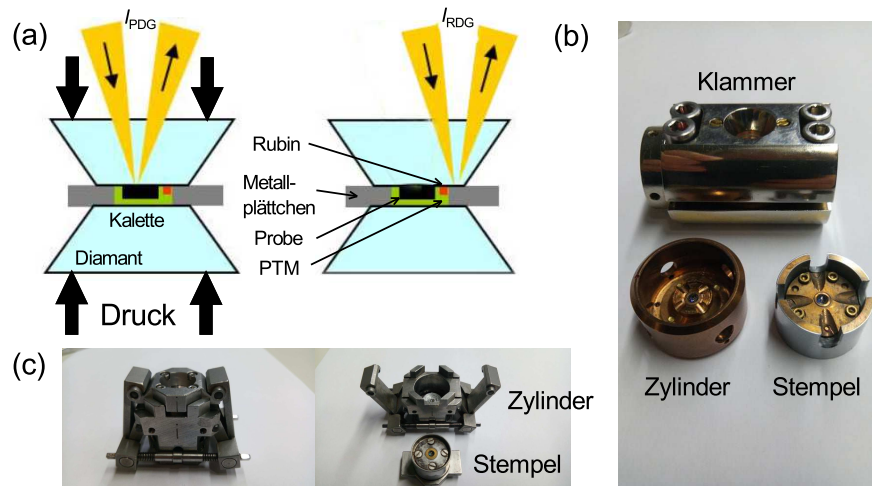 (a)
I_PDG
I_RDG
Rubin
Metall-
plättchen
Kalette
Probe
Diamant
PTM
Druck
(b)
Klammer
Zylinder
Stempel
(c)
Zylinder
Stempel